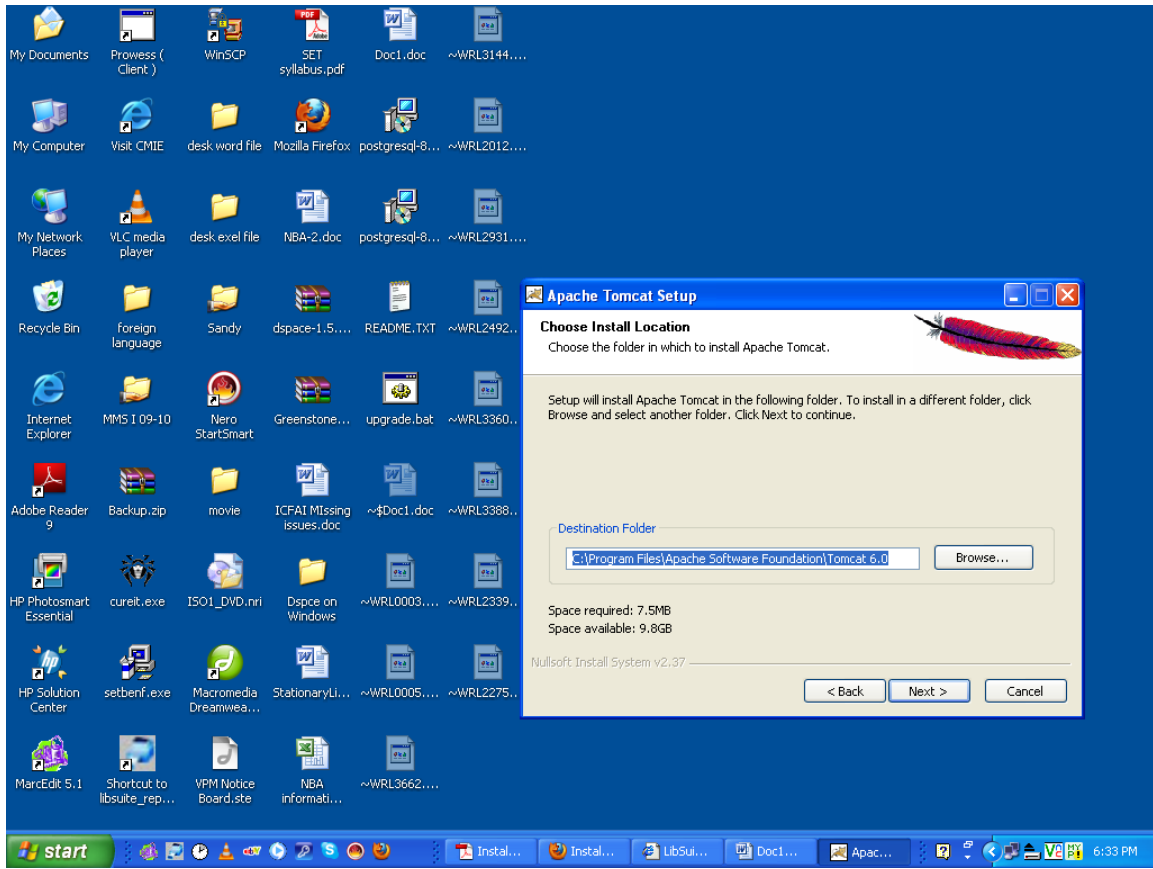 My Documents
Prowess (
Client )
WinSCP
SET
syllabus.pdf
Doc1.doc
~WRL3144....
My Computer
Visit CMIE
desk word file
Mozilla Firefox
postgresql-8...
~WRL2012....
My Network
Places
VLC media
player
desk exel file
NBA-2.doc
postgresql-8...
~WRL2931....
Recycle Bin
foreign
language
Sandy
dspace-1.5....
README.TXT
~WRL2492..
Internet
Explorer
MMS I 09-10
Nero
StartSmart
Greenstone...
upgrade.bat
~WRL3360..
Adobe Reader
9
Backup.zip
movie
ICFAI MIssing
issues.doc
~$Doc1.doc
~WRL3388..
HP Photosmart
Essential
cureit.exe
ISO1_DVD.nri
Dspce on
Windows
~WRL0003....
~WRL2339..
HP Solution
Center
setbenf.exe
Macromedia
Dreamwea...
StationaryLi...
~WRL0005....
~WRL2275..
MarcEdit 5.1
Shortcut to
libsuite_rep...
VPM Notice
Board.ste
NBA
informati...
~WRL3662....
Apache Tomcat Setup
Choose Install Location
Choose the folder in which to install Apache Tomcat.
Setup will install Apache Tomcat in the following folder. To install in a different folder, click
Browse and select another folder. Click Next to continue.
Destination Folder
C:\Program Files\Apache Software Foundation\Tomcat 6.0
Browse...
Space required: 7.5MB
Space available: 9.8GB
Nullsoft Install System v2.37
< Back
Next >
Cancel
start
Instal...
Instal...
LibSui...
Doc1...
Apac...
6:33 PM